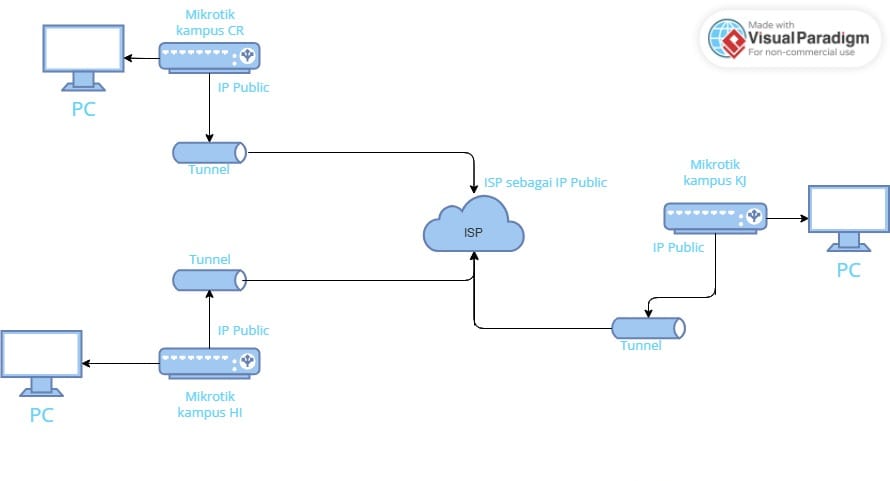 Mikrotik
kampus CR
IP Public
PC
Tunnel
Made with
Visual Paradigm
For non-commercial use
ISP sebagai IP Public
ISP
Mikrotik
kampus KJ
IP Public
PC
Tunnel
Tunnel
IP Public
PC
Mikrotik
kampus HI